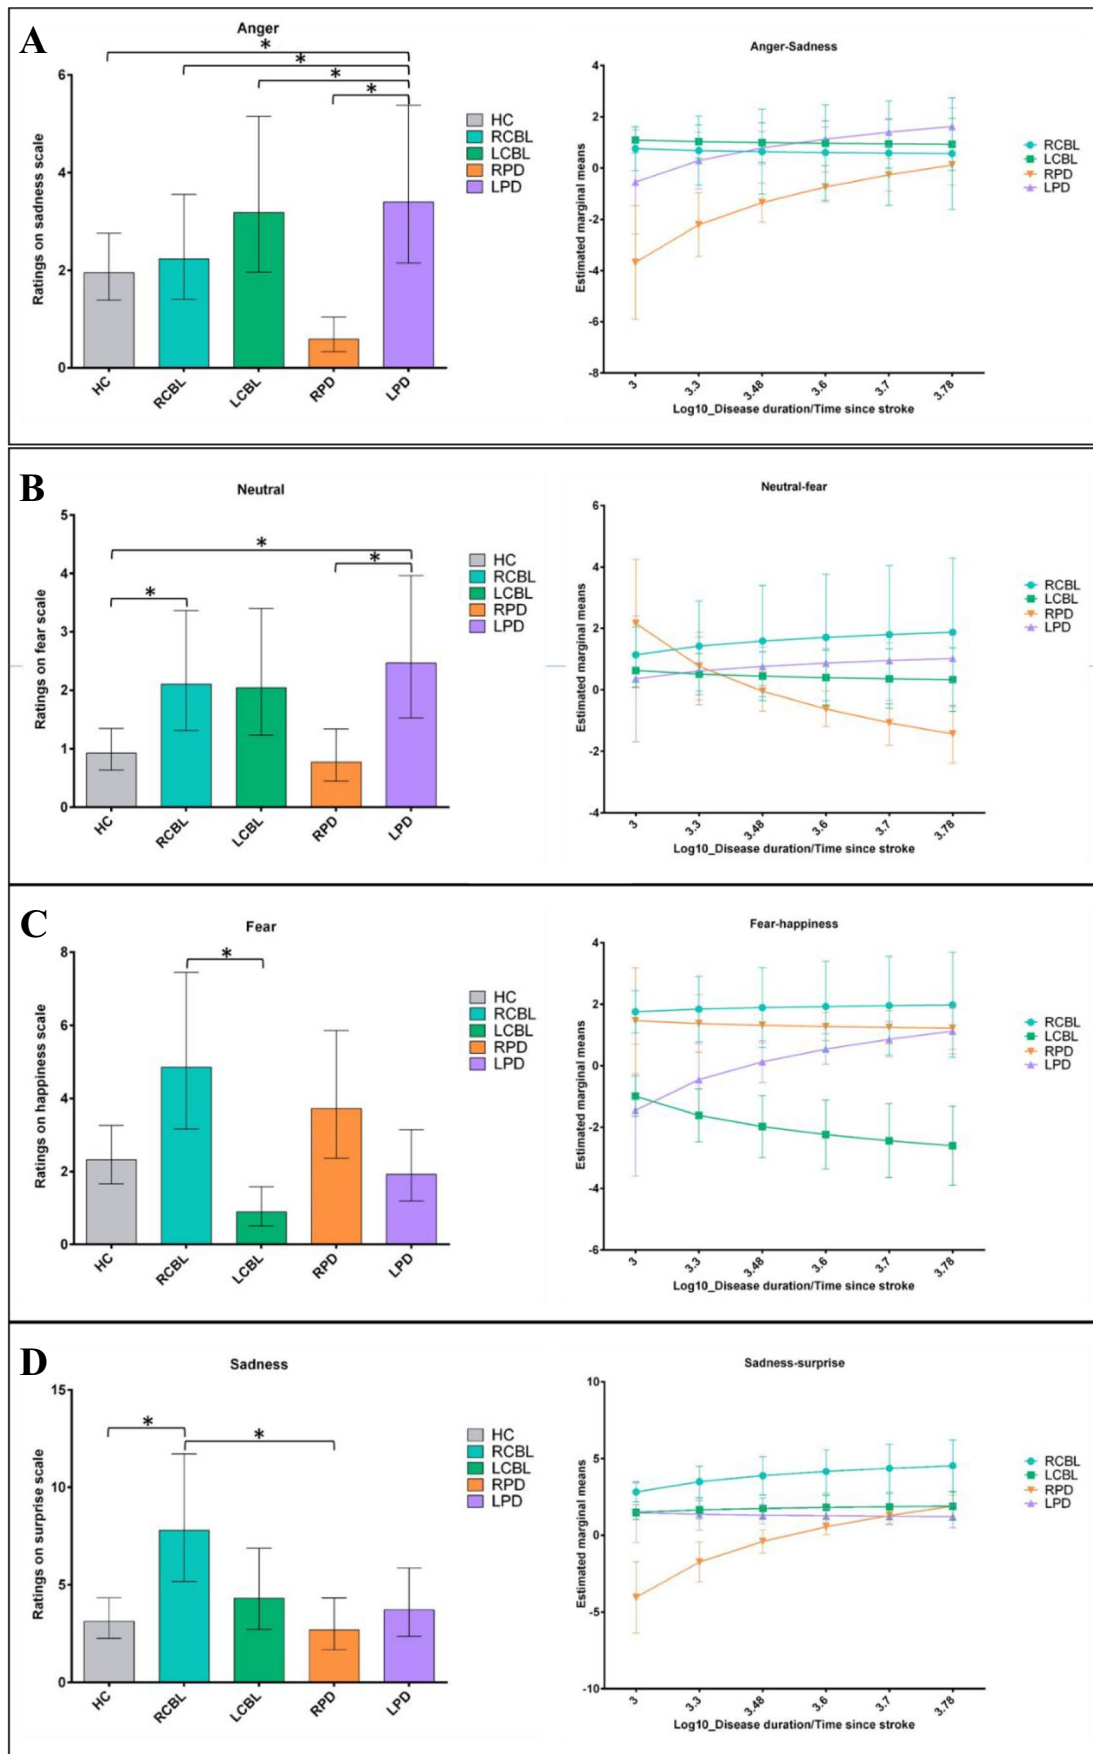 A
Anger
*
*
*
*
Ratings on sadness scale
6
4
2
0
HC
RCBL
LCBL
RPD
LPD
HC
RCBL
LCBL
RPD
LPD
Anger-Sadness
Estimated marginal means
4
2
0
-2
-4
-6
-8
3
3.3
3.48
3.6
3.7
3.78
Log10_Disease duration/Time since stroke
RCBL
LCBL
RPD
LPD
B
Neutral
*
*
*
Ratings on fear scale
5
4
3
2
1
0
HC
RCBL
LCBL
RPD
LPD
HC
RCBL
LCBL
RPD
LPD
Neutral-fear
Estimated marginal means
6
4
2
0
-2
-4
3
3.3
3.48
3.6
3.7
3.78
Log10_Disease duration/Time since stroke
RCBL
LCBL
RPD
LPD
C
Fear
*
Ratings on happiness scale
8
6
4
2
0
HC
RCBL
LCBL
RPD
LPD
HC
RCBL
LCBL
RPD
LPD
Fear-happiness
Estimated marginal means
4
2
0
-2
-4
-6
3
3.3
3.48
3.6
3.7
3.78
Log10_Disease duration/Time since stroke
RCBL
LCBL
RPD
LPD
D
Sadness
*
*
Ratings on surprise scale
15
10
5
0
HC
RCBL
LCBL
RPD
LPD
HC
RCBL
LCBL
RPD
LPD
Sadness-surprise
Estimated marginal means
10
5
0
-5
-10
3
3.3
3.48
3.6
3.7
3.78
Log10_Disease duration/Time since stroke
RCBL
LCBL
RPD
LPD